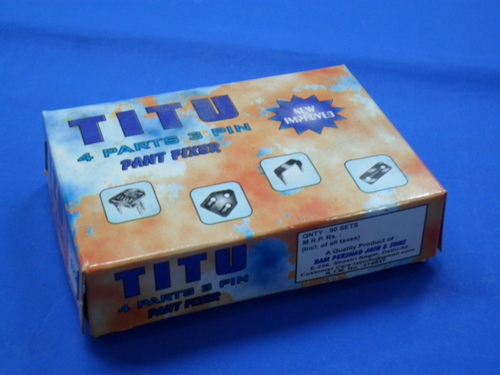 TITU
4 PARTS 3 PIN
PANT FIXER
NEW
IMPROVED
TITU
4 PARTS 3 PIN
PANT FIXER
QNTY : 50 SETS
M.R.P. Rs. :
(Incl. of all taxes)
A Quality Product of :
RAM PERSHAD JAIN & SONS
Customer